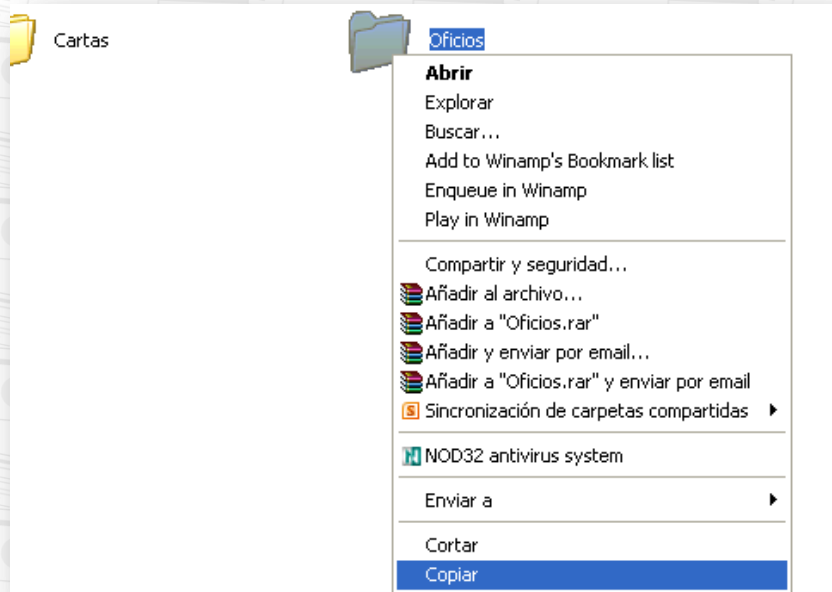 Cartas
Oficios
Abrir
Explorar
Buscar...
Add to Winamp's Bookmark list
Enqueue in Winamp
Play in Winamp
Compartir y seguridad...
Añadir al archivo...
Añadir a "Oficios.rar"
Añadir y enviar por email...
Añadir a "Oficios.rar" y enviar por email
Sincronización de carpetas compartidas
NOD32 antivirus system
Enviar a
Cortar
Copiar